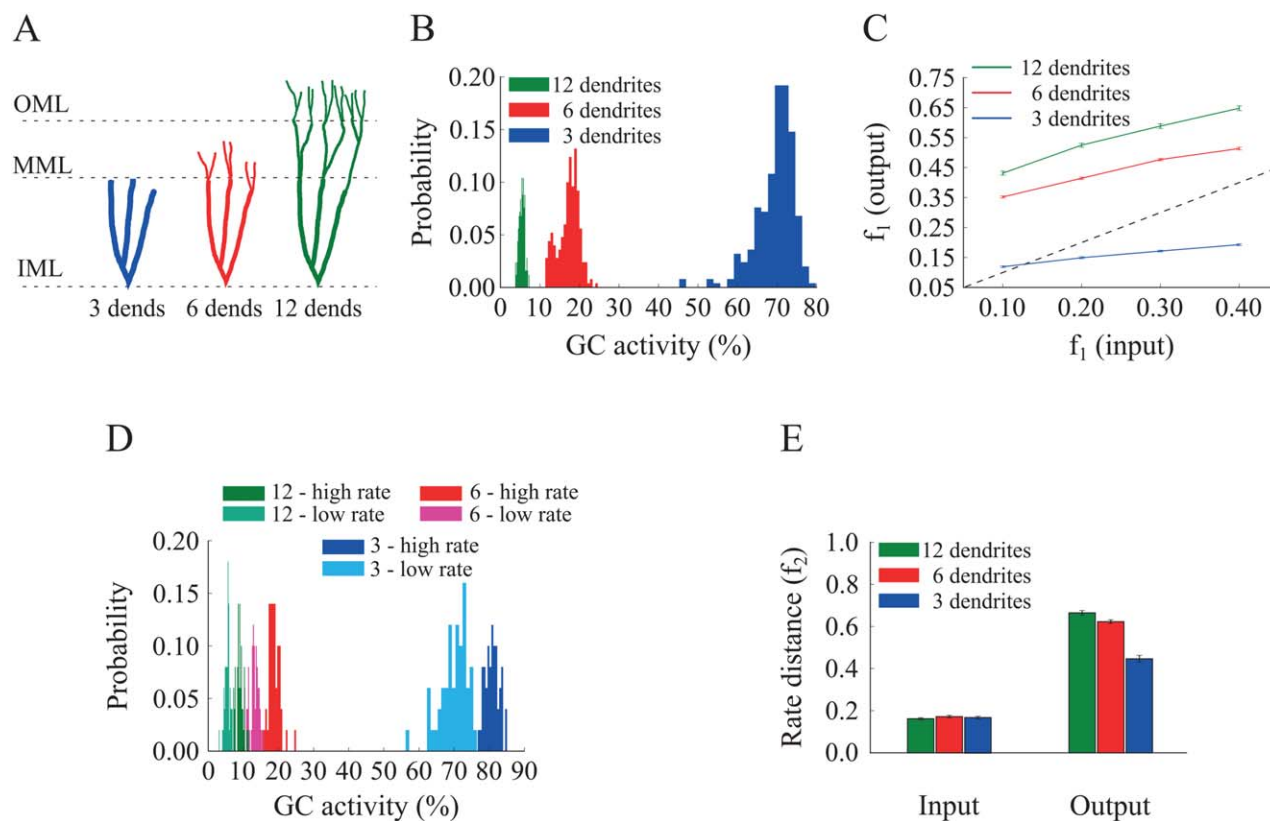 A
OML
MML
IML
3 dends 6 dends 12 dends
B
0.20
0.15
0.10
0.05
0.00
Probability
12 dendrites
6 dendrites
3 dendrites
0 10 20 30 40 50 60 70 80
GC activity (%)
C
0.75
0.65
0.55
0.45
0.35
0.25
0.15
0.05
f₁ (output)
12 dendrites
6 dendrites
3 dendrites
0.10 0.20 0.30 0.40
f₁ (input)
D
12 - high rate 6 - high rate
12 - low rate 6 - low rate
3 - high rate
3 - low rate
0.20
0.15
0.10
0.05
0.00
Probability
0 10 20 30 40 50 60 70 80 90
GC activity (%)
E
1.0
0.8
0.6
0.4
0.2
0.0
Rate distance (f₂)
12 dendrites
6 dendrites
3 dendrites
Input Output